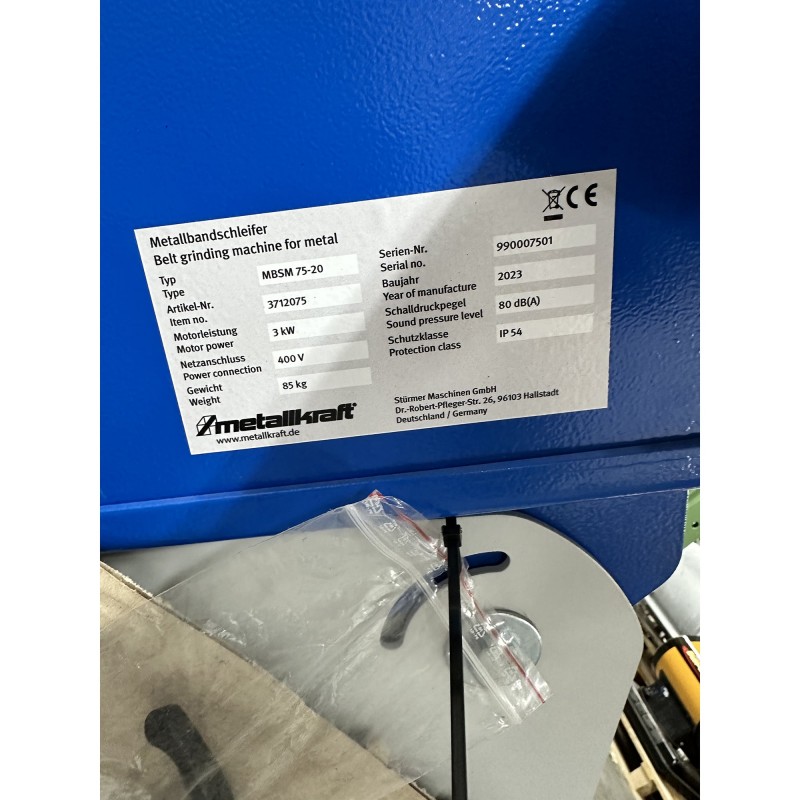 CE
Metallbandschleifer
Belt grinding machine for metal
Typ
Type
MBSM 75-20
Artikel-Nr.
Item no.
3712075
Motorleistung
Motor power
3 kW
Netzanschluss
Power connection
400 V
Gewicht
Weight
85 kg
Serien-Nr.
Serial no.
990007501
Baujahr
Year of manufacture
2023
Schalldruckpegel
Sound pressure level
80 dB(A)
Schutzklasse
Protection class
IP 54
metallkraft®
www.metallkraft.de
Stürmer Maschinen GmbH
Dr.-Robert-Pfleger-Str. 26, 96103 Hallstadt
Deutschland / Germany